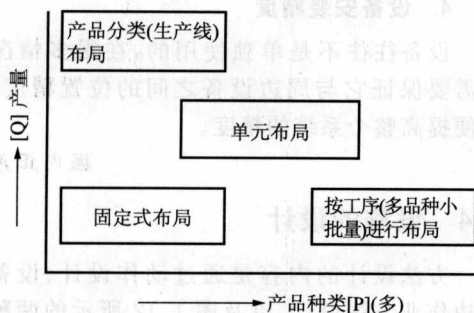 产品分类(生产线)
布局
[Q]产量
单元布局
固定式布局
按工序(多品种小
批量)进行布局
产品种类[P](多)